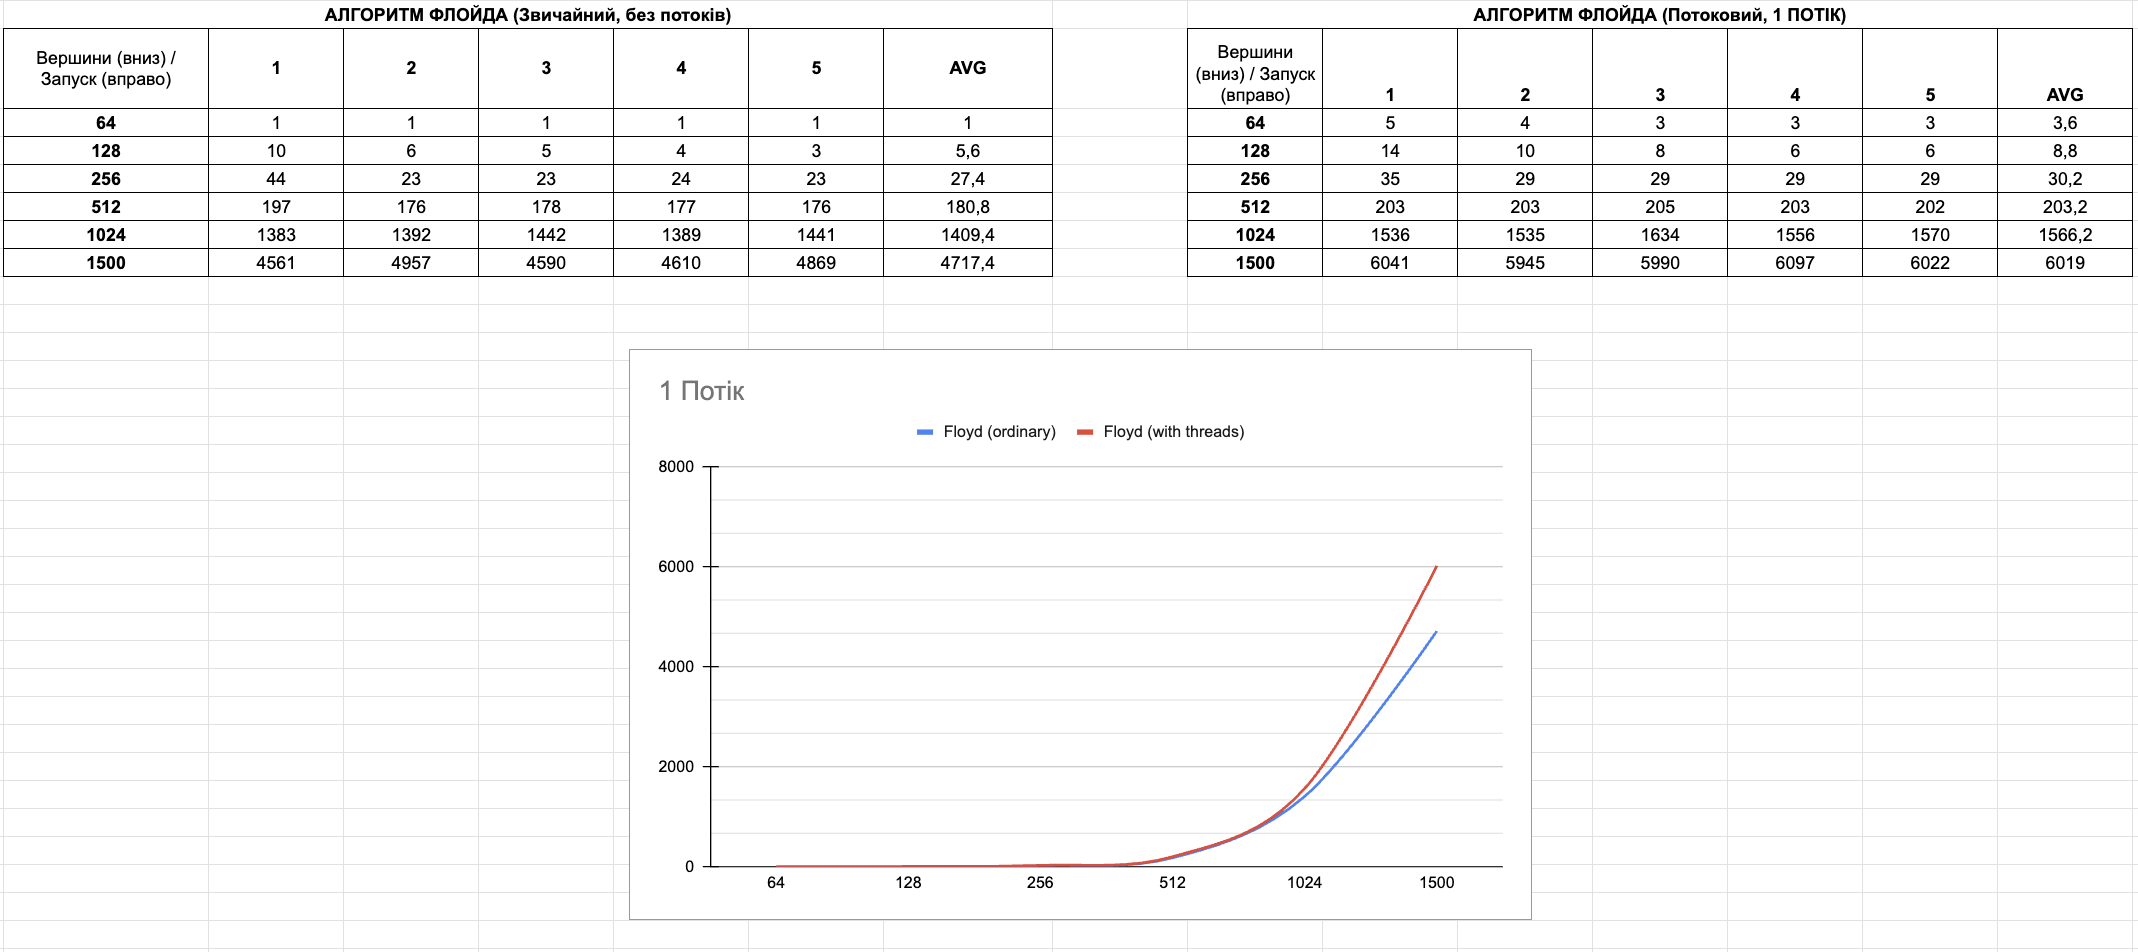 АЛГОРИТМ ФЛОЙДА (Звичайний, без потоків)
Вершини (вниз) /
Запуск (вправо)
1 2 3 4 5 AVG
64 1 1 1 1 1 1
128 10 6 5 4 3 5,6
256 44 23 23 24 23 27,4
512 197 176 178 177 176 180,8
1024 1383 1392 1442 1389 1441 1409,4
1500 4561 4957 4590 4610 4869 4717,4
АЛГОРИТМ ФЛОЙДА (Потоковий, 1 ПОТІК)
Вершини
(вниз) / Запуск
(вправо)
1 2 3 4 5 AVG
64 5 4 3 3 3 3,6
128 14 10 8 6 6 8,8
256 35 29 29 29 29 30,2
512 203 203 205 203 202 203,2
1024 1536 1535 1634 1556 1570 1566,2
1500 6041 5945 5990 6097 6022 6019
1 Потік
Floyd (ordinary) Floyd (with threads)
8000
6000
4000
2000
0
64 128 256 512 1024 1500